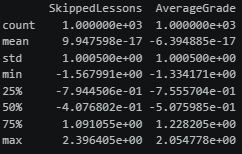 SkippedLessons AverageGrade
count 1.000000e+03 1.000000e+03
mean 9.947598e-17 -6.394885e-17
std 1.000500e+00 1.000500e+00
min -1.567991e+00 -1.334171e+00
25% -7.944506e-01 -7.555704e-01
50% -4.076802e-01 -5.075985e-01
75% 1.091055e+00 1.228205e+00
max 2.396405e+00 2.054778e+00